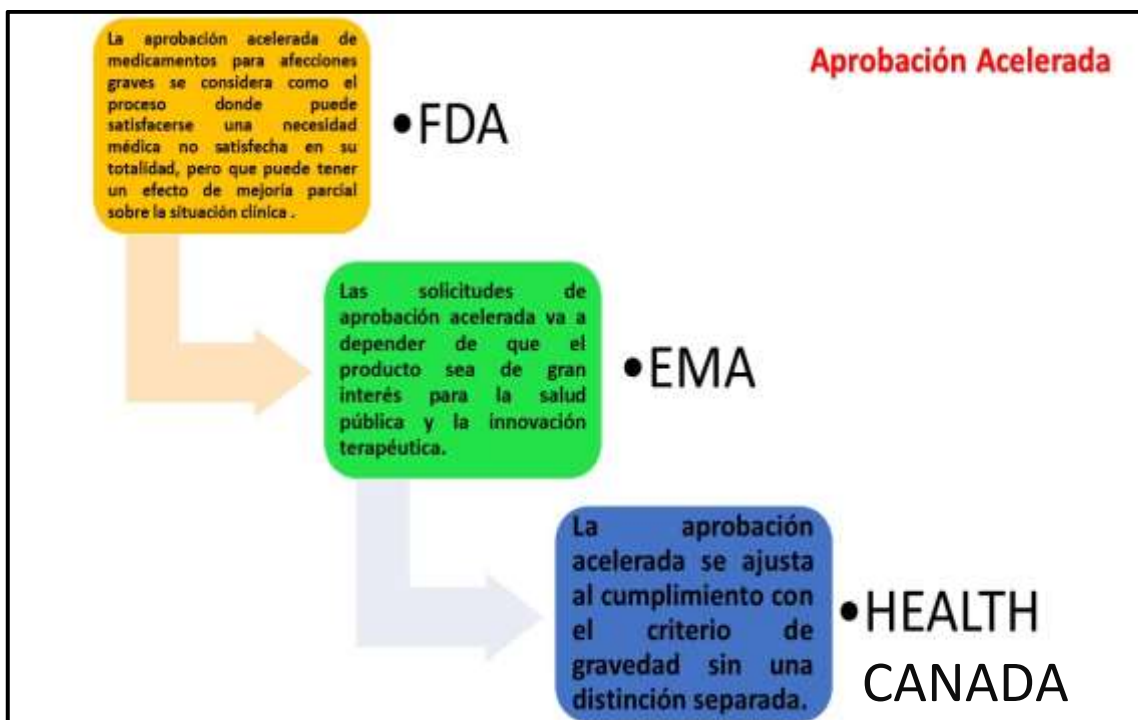 Aprobación Acelerada
La aprobación acelerada de
medicamentos para afecciones
graves se considera como el
proceso donde puede
satisfacerse una necesidad
médica no satisfecha en su
totalidad, pero que puede tener
un efecto de mejoría parcial
sobre la situación clínica .
•FDA
Las solicitudes de
aprobación acelerada va a
depender de que el
producto sea de gran
interés para la salud
pública y la innovación
terapéutica.
•EMA
La aprobación
acelerada se ajusta
al cumplimiento con
el criterio de
gravedad sin una
distinción separada.
•HEALTH
CANADA